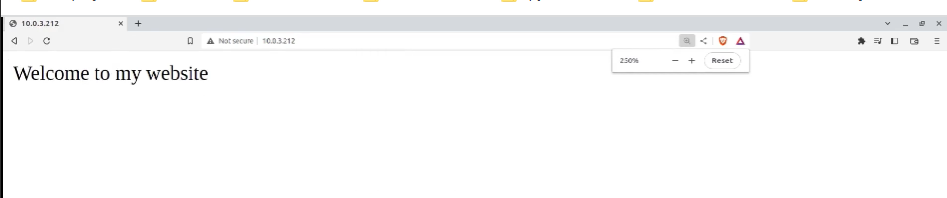 10.0.3.212
Not secure
10.0.3.212
250%
Reset
Welcome to my website